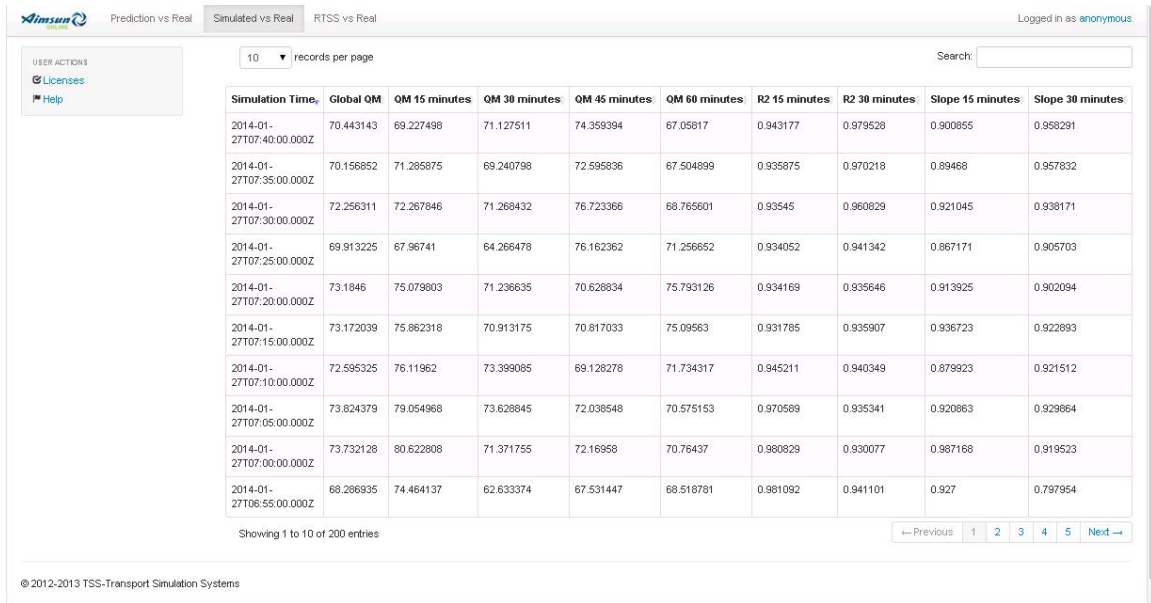 Aimsun Prediction vs Real Simulated vs Real RTSS vs Real Logged in as anonymous
ONLINE
USER ACTIONS
Licenses
Help
10 records per page Search:
Simulation Time Global QM QM 15 minutes QM 30 minutes QM 45 minutes QM 60 minutes R2 15 minutes R2 30 minutes Slope 15 minutes Slope 30 minutes
2014-01-
27T07:40:00.000Z 70.443143 69.227498 71.127511 74.359394 67.05817 0.943177 0.979528 0.900855 0.958291
2014-01-
27T07:35:00.000Z 70.156852 71.285875 69.240798 72.595836 67.504899 0.935875 0.970218 0.89468 0.957832
2014-01-
27T07:30:00.000Z 72.256311 72.267846 71.268432 76.723366 68.765601 0.93545 0.960829 0.921045 0.938171
2014-01-
27T07:25:00.000Z 69.913225 67.96741 64.266478 76.162362 71.256652 0.934052 0.941342 0.867171 0.905703
2014-01-
27T07:20:00.000Z 73.1846 75.079803 71.236635 70.628834 75.793126 0.934169 0.935646 0.913925 0.902094
2014-01-
27T07:15:00.000Z 73.172039 75.862318 70.913175 70.817033 75.09563 0.931785 0.935907 0.936723 0.922893
2014-01-
27T07:10:00.000Z 72.595325 76.11962 73.399085 69.128278 71.734317 0.945211 0.940349 0.879923 0.921512
2014-01-
27T07:05:00.000Z 73.824379 79.054968 73.628845 72.038548 70.575153 0.970589 0.935341 0.920863 0.929864
2014-01-
27T07:00:00.000Z 73.732128 80.622808 71.371755 72.16958 70.76437 0.980829 0.930077 0.987168 0.919523
2014-01-
27T06:55:00.000Z 68.286935 74.464137 62.633374 67.531447 68.518781 0.981092 0.941101 0.927 0.797954
Showing 1 to 10 of 200 entries ← Previous 1 2 3 4 5 Next →
© 2012-2013 TSS-Transport Simulation Systems